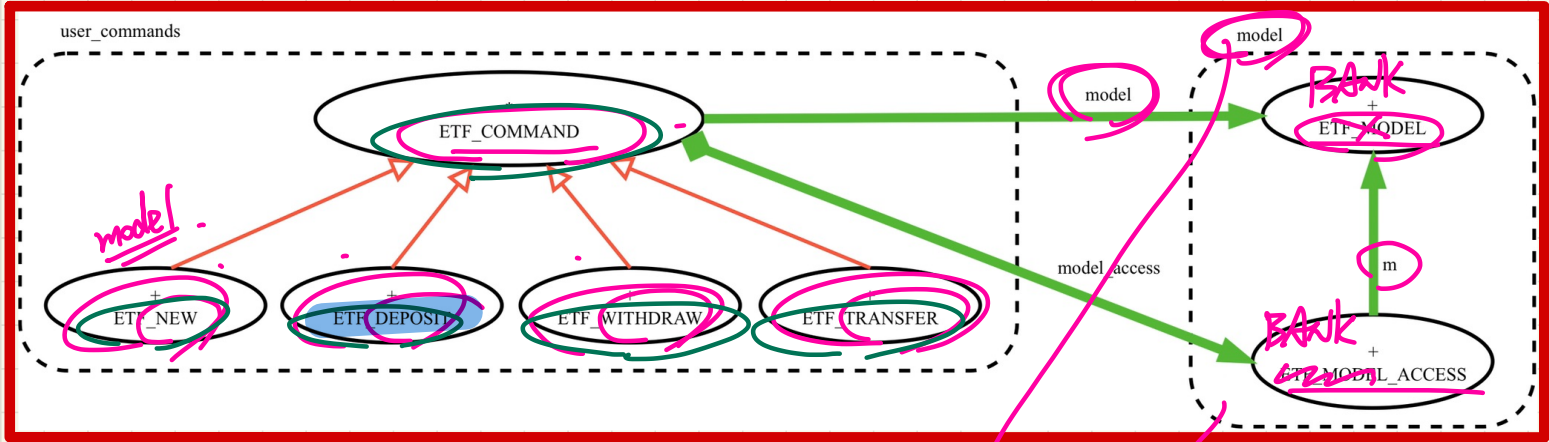 user_commands
model
model
BANK
+
ETF_MODEL
+
ETF_COMMAND
model
model_access
m
+
ETF_NEW
+
ETF_DEPOSIT
+
ETF_WITHDRAW
+
ETF_TRANSFER
BANK
+
ETF_MODEL_ACCESS